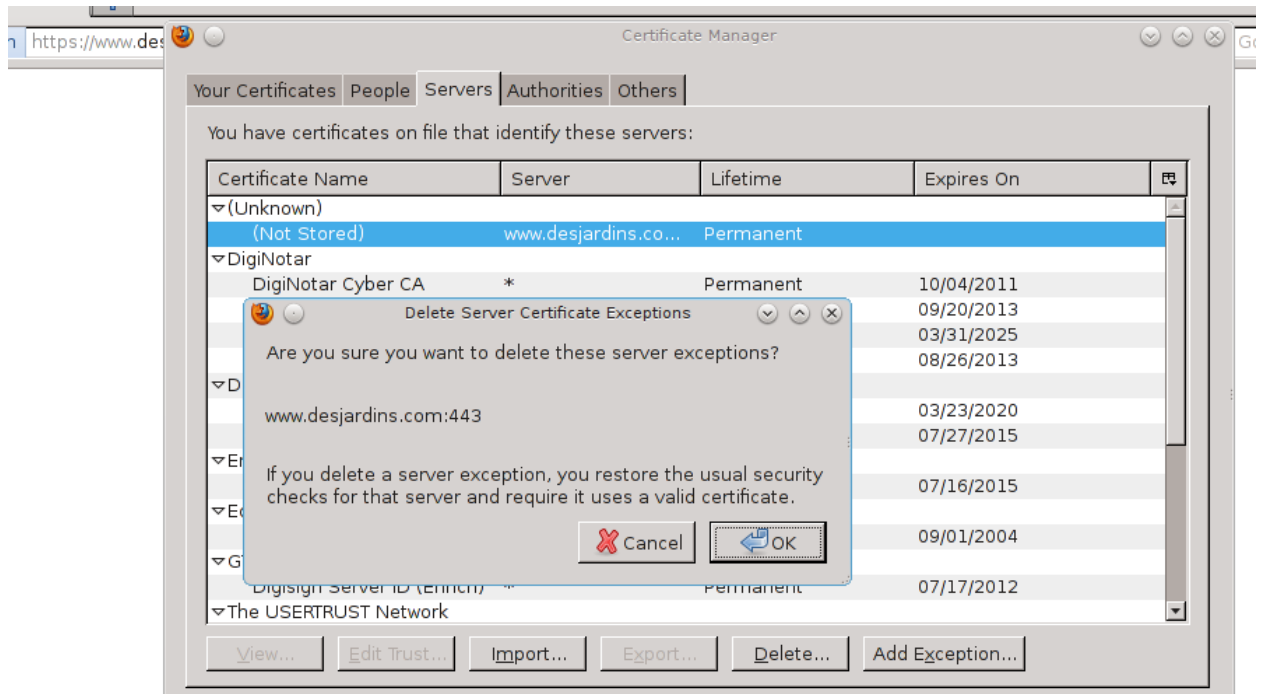 https://www.des
Certificate Manager
Your Certificates People Servers Authorities Others
You have certificates on file that identify these servers:
Certificate Name Server Lifetime Expires On
(Unknown)
(Not Stored) www.desjardins.co... Permanent
DigiNotar
DigiNotar Cyber CA * Permanent 10/04/2011
Delete Server Certificate Exceptions
09/20/2013
Are you sure you want to delete these server exceptions?
03/31/2025
08/26/2013
D
www.desjardins.com:443
03/23/2020
07/27/2015
If you delete a server exception, you restore the usual security
checks for that server and require it uses a valid certificate.
07/16/2015
Cancel OK
09/01/2004
Digisign Server ID (Enrich) * Permanent 07/17/2012
The USERTRUST Network
View... Edit Trust... Import... Export... Delete... Add Exception...